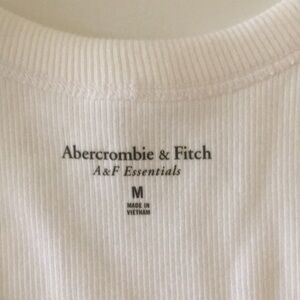 Abercrombie & Fitch
A&F Essentials
M
MADE IN
VIETNAM